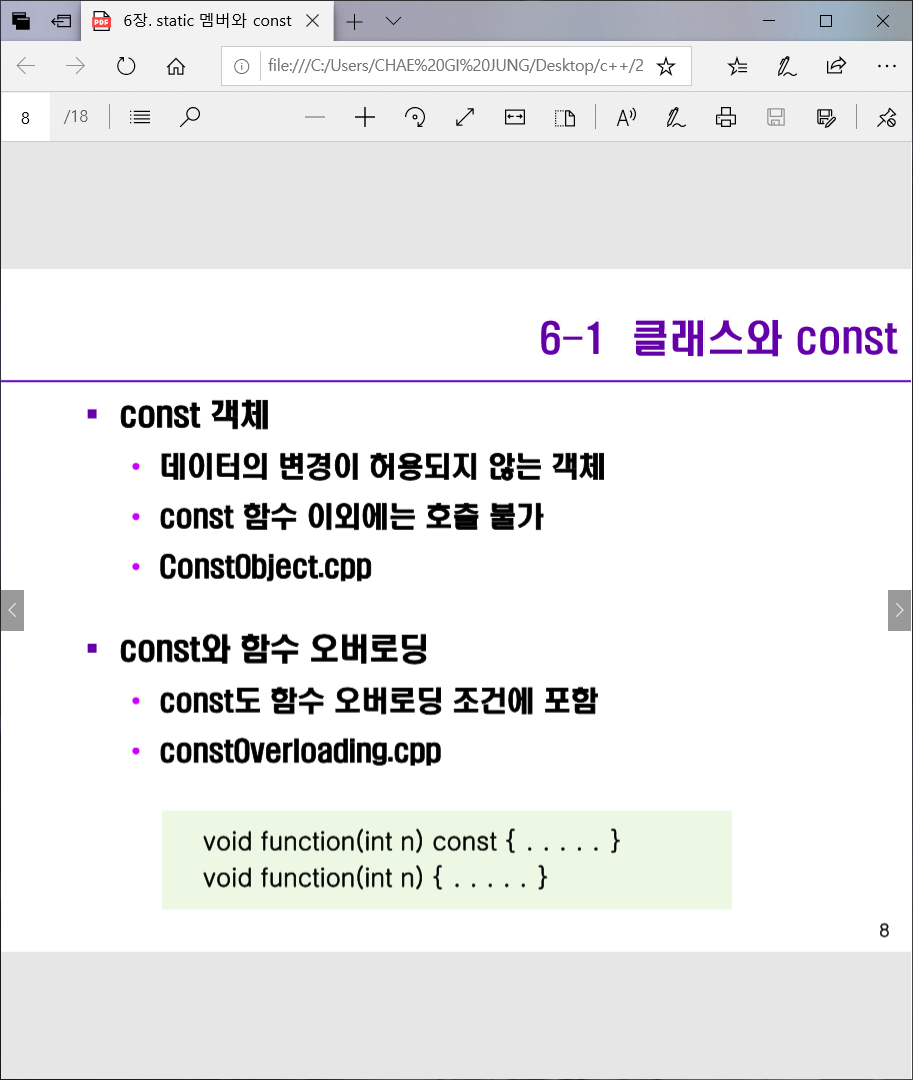 6장. static 멤버와 const
file:///C:/Users/CHAE%20GI%20JUNG/Desktop/c++/2
8 /18
6-1 클래스와 const
const 객체
데이터의 변경이 허용되지 않는 객체
const 함수 이외에는 호출 불가
ConstObject.cpp
const와 함수 오버로딩
const도 함수 오버로딩 조건에 포함
constOverloading.cpp
void function(int n) const { . . . . . }
void function(int n) { . . . . . }
8